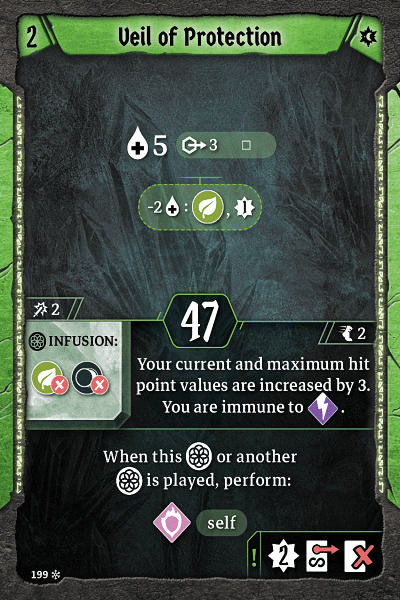 2 Veil of Protection
5 3
-2 : , 1
2 47 2
INFUSION:
Your current and maximum hit
point values are increased by 3.
You are immune to .
When this or another
is played, perform:
self
! 2 8
199